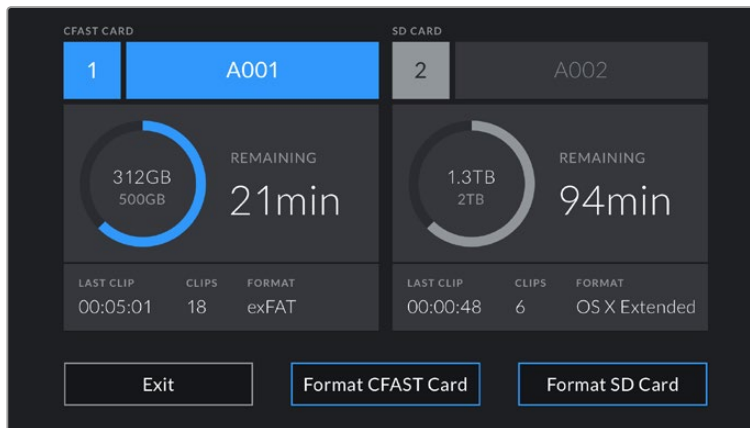 CFAST CARD
1
A001
312GB
500GB
REMAINING
21min
LAST CLIP
CLIPS
FORMAT
00:05:01
18
exFAT
SD CARD
2
A002
1.3TB
2TB
REMAINING
94min
LAST CLIP
CLIPS
FORMAT
00:00:48
6
OS X Extended
Exit
Format CFAST Card
Format SD Card